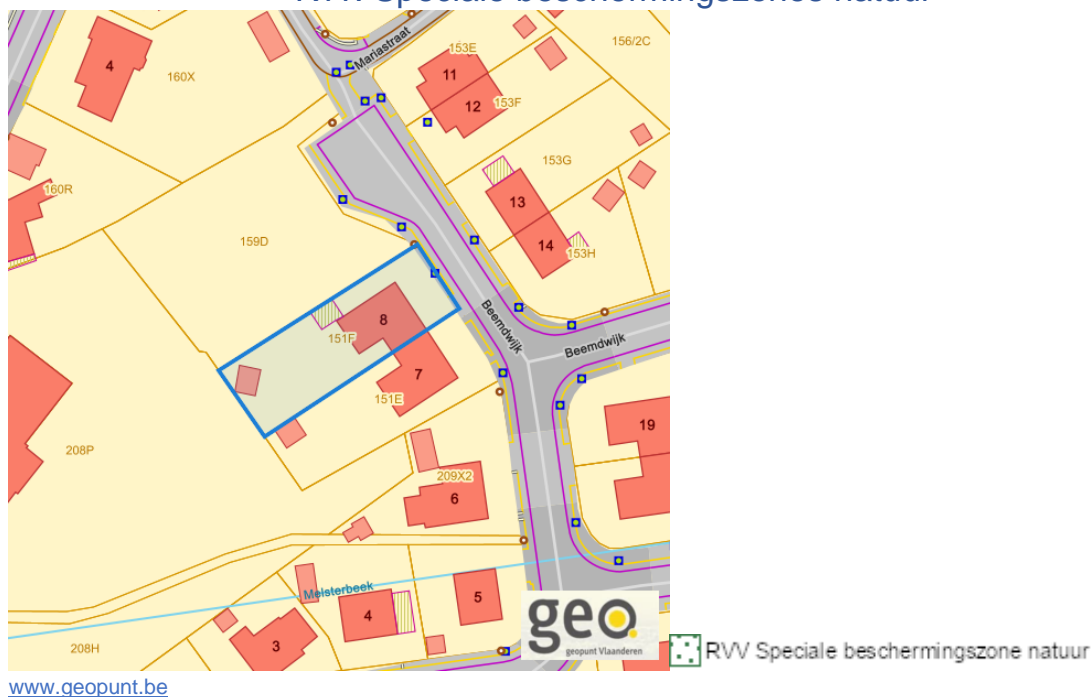 RVV Speciale beschermingszones natuur
Mariastraat
153E
156/2C
4
160X
11
12
153F
153G
160R
13
159D
14
153H
Beemdwijk
8
Beemdwijk
151F
7
151E
19
208P
209X2
6
Meisterbeek
4
5
3
208H
geo
geopunt Vlaanderen
RVV Speciale beschermingszone natuur
www.geopunt.be